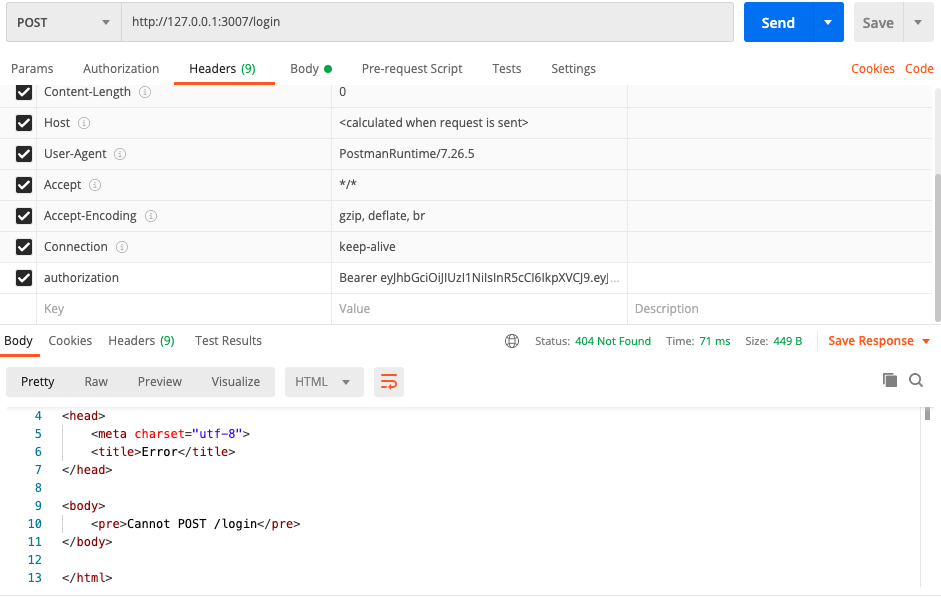 POST http://127.0.0.1:3007/login Send Save
Params Authorization Headers (9) Body Pre-request Script Tests Settings Cookies Code
Content-Length 0
Host <calculated when request is sent>
User-Agent PostmanRuntime/7.26.5
Accept */*
Accept-Encoding gzip, deflate, br
Connection keep-alive
authorization Bearer eyJhbGciOiJIUzI1NiIsInR5cCI6IkpXVCJ9.eyJ...
Key Value Description
Body Cookies Headers (9) Test Results Status: 404 Not Found Time: 71 ms Size: 449 B Save Response
Pretty Raw Preview Visualize HTML
4 <head>
5 <meta charset="utf-8">
6 <title>Error</title>
7 </head>
8
9 <body>
10 <pre>Cannot POST /login</pre>
11 </body>
12
13 </html>